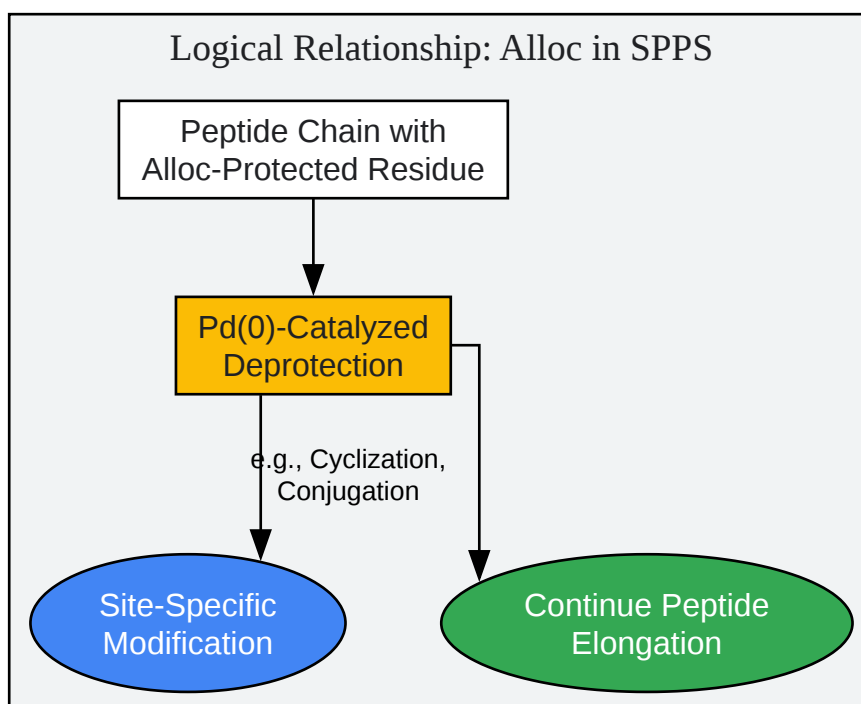 Logical Relationship: Alloc in SPPS
Peptide Chain with
Alloc-Protected Residue
Pd(0)-Catalyzed
Deprotection
e.g., Cyclization,
Conjugation
Site-Specific
Modification
Continue Peptide
Elongation